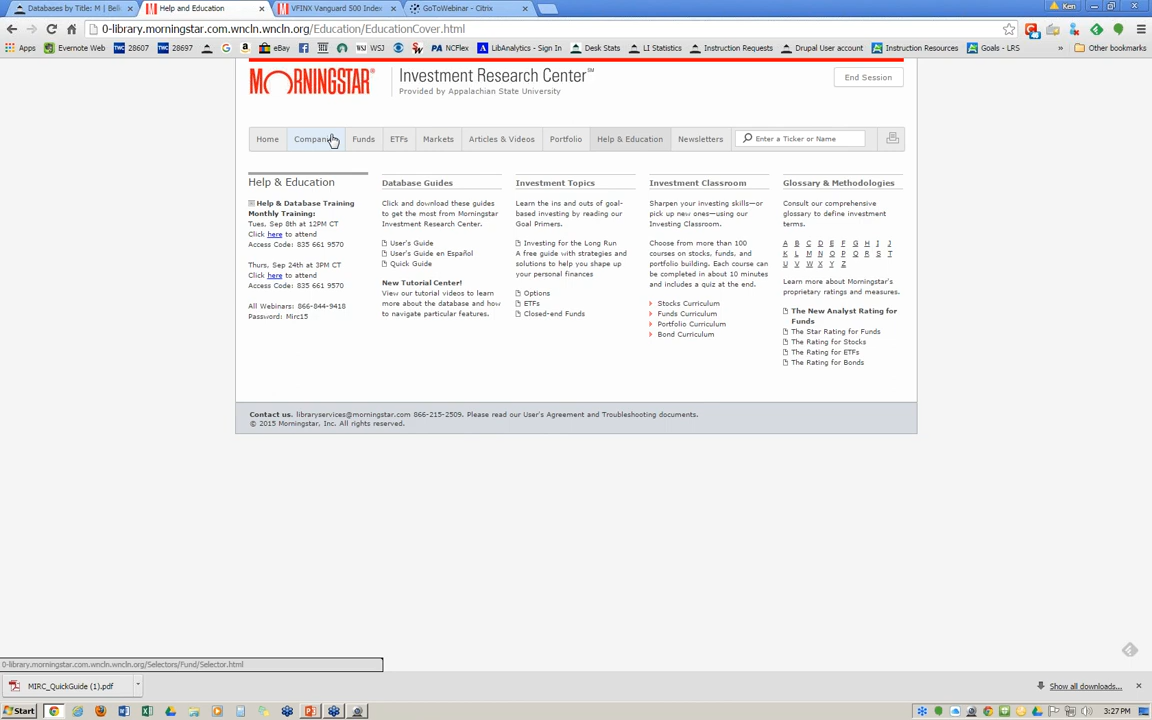 Databases by Title: M | Bel
Help and Education
VFINX Vanguard 500 Index
GoToWebinar - Citrix
Ken
0-library.morningstar.com.wncln.wncln.org/Education/EducationCover.html
Apps
Evernote Web
TWC 28607
TWC 28697
eBay
WSJ
PA NCFlex
LibAnalytics - Sign In
Desk Stats
LI Statistics
Instruction Requests
Drupal User account
Instruction Resources
Goals - LRS
»
Other bookmarks
MORNINGSTAR®
Investment Research Center℠
Provided by Appalachian State University
End Session
Home
Compan
Funds
ETFs
Markets
Articles & Videos
Portfolio
Help & Education
Newsletters
Enter a Ticker or Name
Help & Education
Help & Database Training
Monthly Training:
Tues, Sep 8th at 12PM CT
Click here to attend
Access Code: 835 661 9570
Thurs. Sep 24th at 3PM CT
Click here to attend
Access Code: 835 661 9570
All Webinars: 866-844-9418
Password: Mirc15
Database Guides
Click and download these guides
to get the most from Morningstar
Investment Research Center.
User's Guide
User's Guide en Español
Quick Guide
New Tutorial Center!
View our tutorial videos to learn
more about the database and how
to navigate particular features.
Investment Topics
Learn the ins and outs of goal-
based investing by reading our
Goal Primers.
Investing for the Long Run
A free guide with strategies and
solutions to help you shape up
your personal finances
Options
ETFs
Closed-end Funds
Investment Classroom
Sharpen your investing skills—or
pick up new ones—using our
Investing Classroom.
Choose from more than 100
courses on stocks, funds, and
portfolio building. Each course can
be completed in about 10 minutes
and includes a quiz at the end.
Stocks Curriculum
Funds Curriculum
Portfolio Curriculum
Bond Curriculum
Glossary & Methodologies
Consult our comprehensive
glossary to define investment
terms.
A B C D E F G H I J
K L M N O P Q R S T
U V W X Y Z
Learn more about Morningstar's
proprietary ratings and measures.
The New Analyst Rating for
Funds
The Star Rating for Funds
The Rating for Stocks
The Rating for ETFs
The Rating for Bonds
Contact us. libraryservices@morningstar.com 866-215-2509. Please read our User's Agreement and Troubleshooting documents.
© 2015 Morningstar, Inc. All rights reserved.
0-library.morningstar.com.wncln.wncln.org/Selectors/Fund/Selector.html
MIRC_QuickGuide (1).pdf
Show all downloads...
Start
3:27 PM